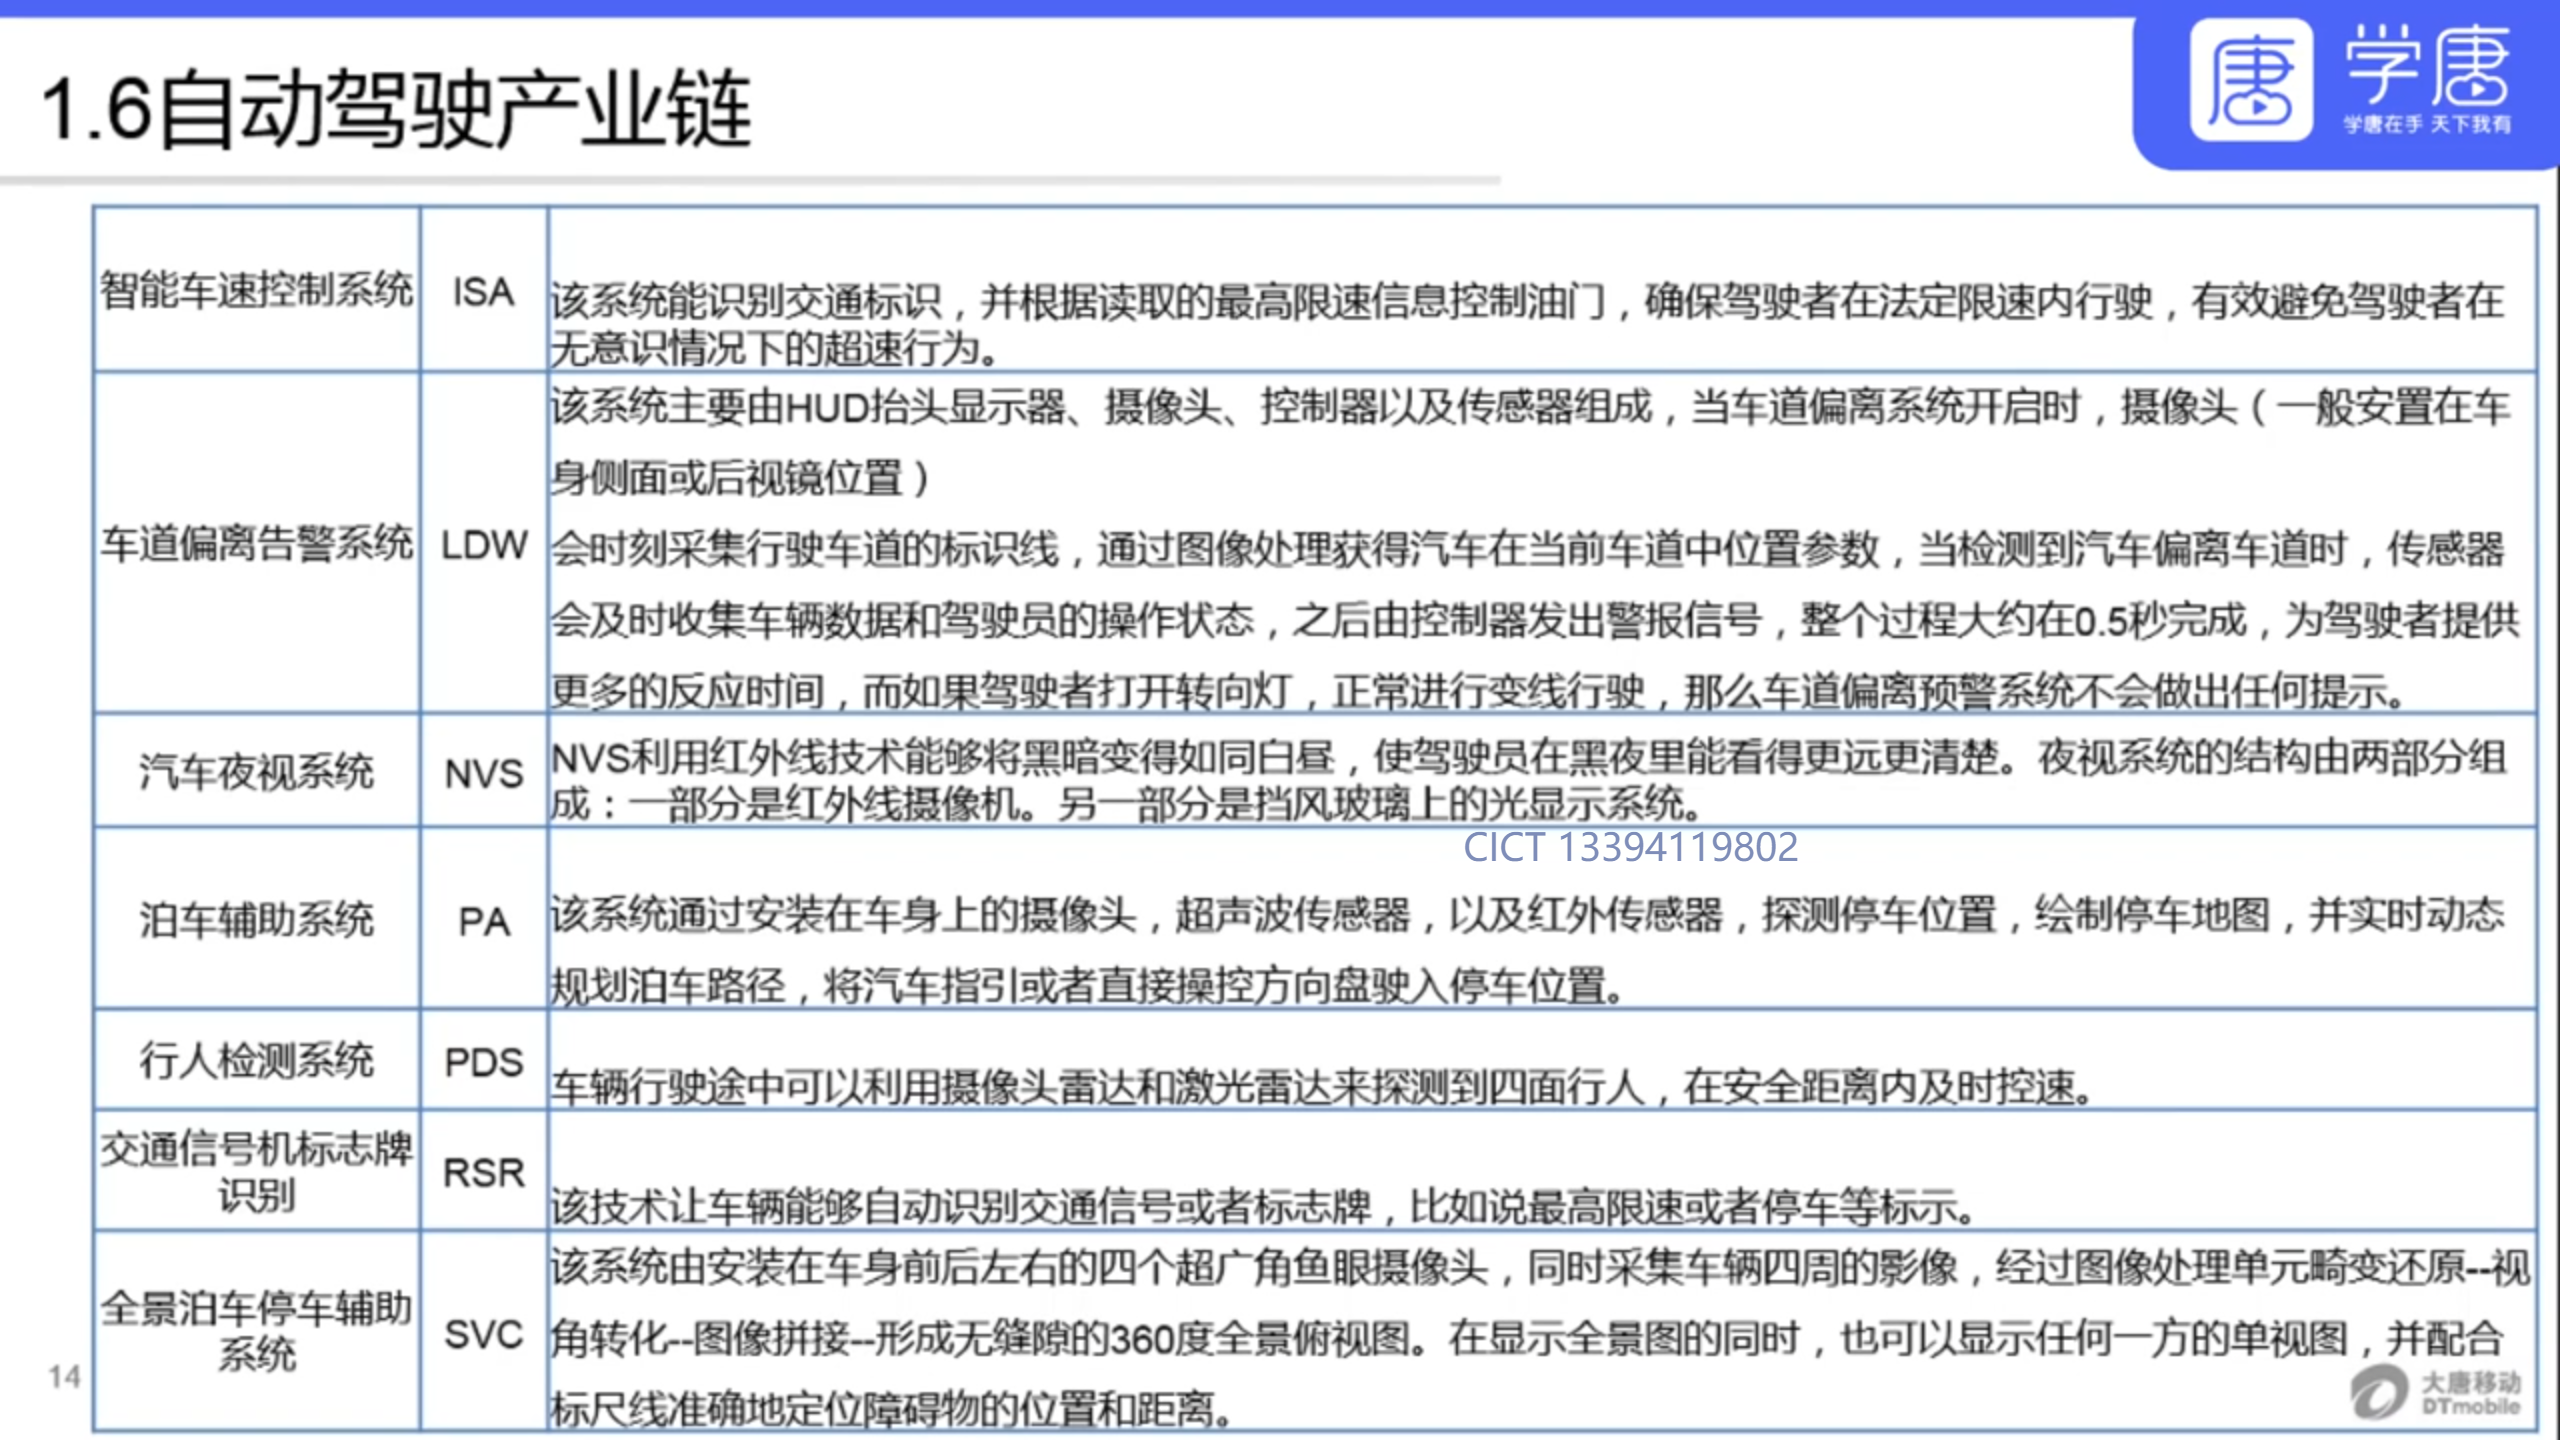 1.6自动驾驶产业链
唐
学唐
学唐在手 天下我有
智能车速控制系统
ISA
该系统能识别交通标识，并根据读取的最高限速信息控制油门，确保驾驶者在法定限速内行驶，有效避免驾驶者在
无意识情况下的超速行为。
车道偏离告警系统
LDW
该系统主要由HUD抬头显示器、摄像头、控制器以及传感器组成，当车道偏离系统开启时，摄像头（一般安置在车
身侧面或后视镜位置）
会时刻采集行驶车道的标识线，通过图像处理获得汽车在当前车道中位置参数，当检测到汽车偏离车道时，传感器
会及时收集车辆数据和驾驶员的操作状态，之后由控制器发出警报信号，整个过程大约在0.5秒完成，为驾驶者提供
更多的反应时间，而如果驾驶者打开转向灯，正常进行变线行驶，那么车道偏离预警系统不会做出任何提示。
汽车夜视系统
NVS
NVS利用红外线技术能够将黑暗变得如同白昼，使驾驶员在黑夜里能看得更远更清楚。夜视系统的结构由两部分组
成：一部分是红外线摄像机。另一部分是挡风玻璃上的光显示系统。
CICT 13394119802
泊车辅助系统
PA
该系统通过安装在车身上的摄像头，超声波传感器，以及红外传感器，探测停车位置，绘制停车地图，并实时动态
规划泊车路径，将汽车指引或者直接操控方向盘驶入停车位置。
行人检测系统
PDS
车辆行驶途中可以利用摄像头雷达和激光雷达来探测到四面行人，在安全距离内及时控速。
交通信号机标志牌
识别
RSR
该技术让车辆能够自动识别交通信号或者标志牌，比如说最高限速或者停车等标示。
全景泊车停车辅助
系统
SVC
该系统由安装在车身前后左右的四个超广角鱼眼摄像头，同时采集车辆四周的影像，经过图像处理单元畸变还原--视
角转化--图像拼接--形成无缝隙的360度全景俯视图。在显示全景图的同时，也可以显示任何一方的单视图，并配合
标尺线准确地定位障碍物的位置和距离。
14
大唐移动
DTmobile